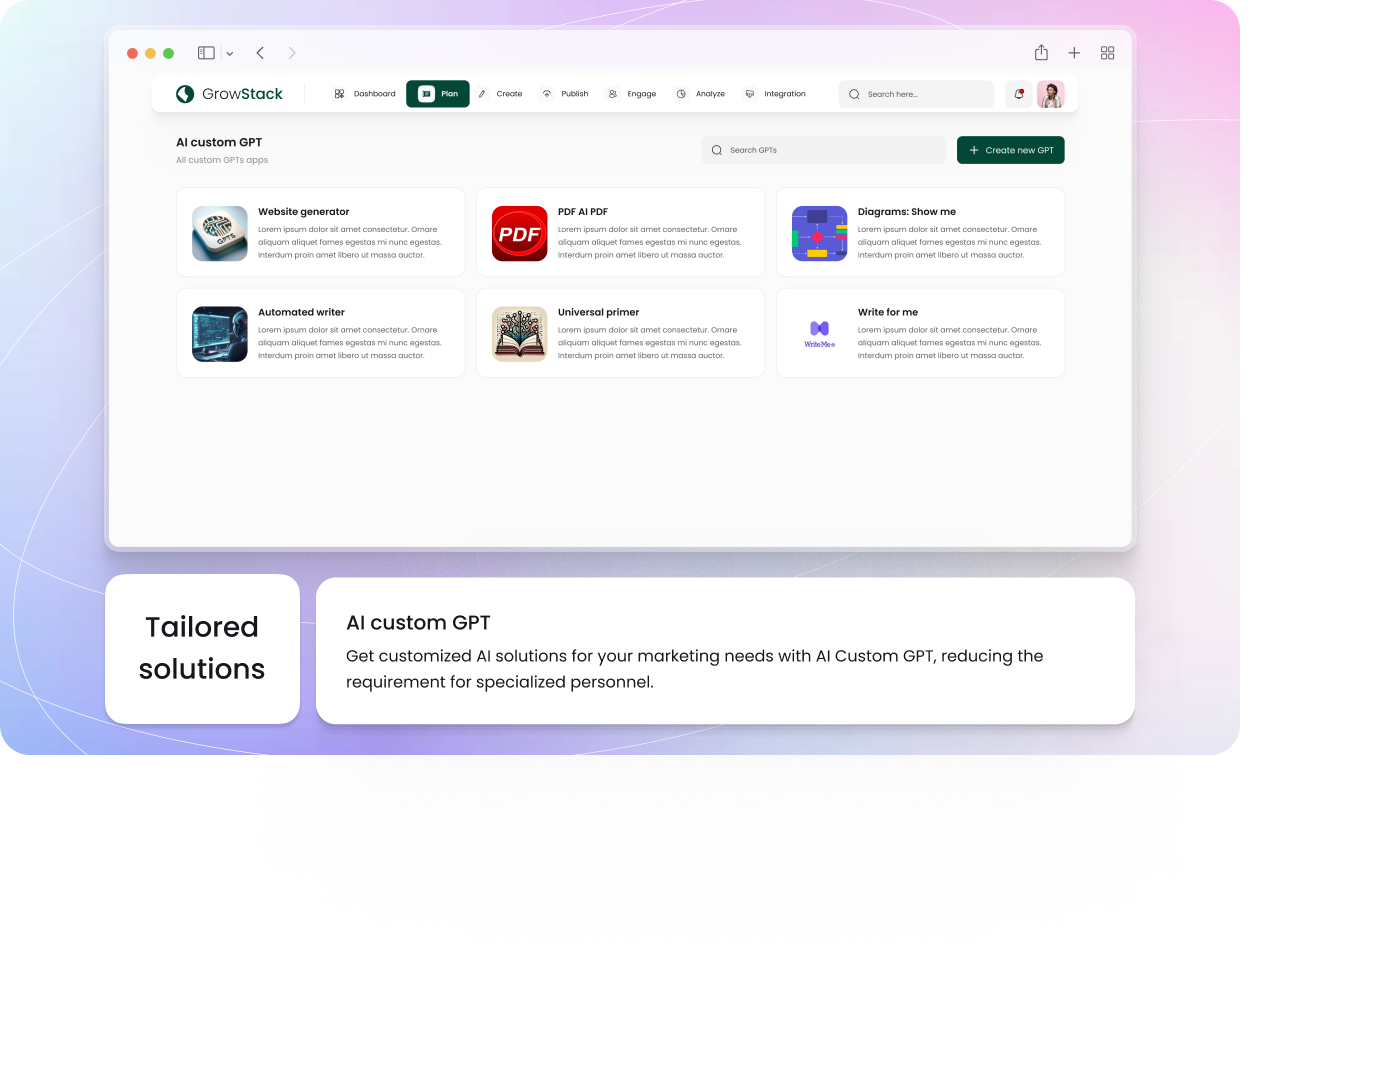 GrowStack
Dashboard
Plan
Create
Publish
Engage
Analyze
Integration
Search here...
AI custom GPT
All custom GPTs apps
Search GPTs
Create new GPT
GPTS
Website generator
Lorem ipsum dolor sit amet consectetur. Ornare
aliquam aliquet fames egestas mi nunc egestas.
Interdum proin amet libero ut massa auctor.
PDF
PDF AI PDF
Lorem ipsum dolor sit amet consectetur. Ornare
aliquam aliquet fames egestas mi nunc egestas.
Interdum proin amet libero ut massa auctor.
Diagrams: Show me
Lorem ipsum dolor sit amet consectetur. Ornare
aliquam aliquet fames egestas mi nunc egestas.
Interdum proin amet libero ut massa auctor.
Automated writer
Lorem ipsum dolor sit amet consectetur. Ornare
aliquam aliquet fames egestas mi nunc egestas.
Interdum proin amet libero ut massa auctor.
Universal primer
Lorem ipsum dolor sit amet consectetur. Ornare
aliquam aliquet fames egestas mi nunc egestas.
Interdum proin amet libero ut massa auctor.
WriteMe
Write for me
Lorem ipsum dolor sit amet consectetur. Ornare
aliquam aliquet fames egestas mi nunc egestas.
Interdum proin amet libero ut massa auctor.
Tailored
solutions
AI custom GPT
Get customized AI solutions for your marketing needs with AI Custom GPT, reducing the
requirement for specialized personnel.